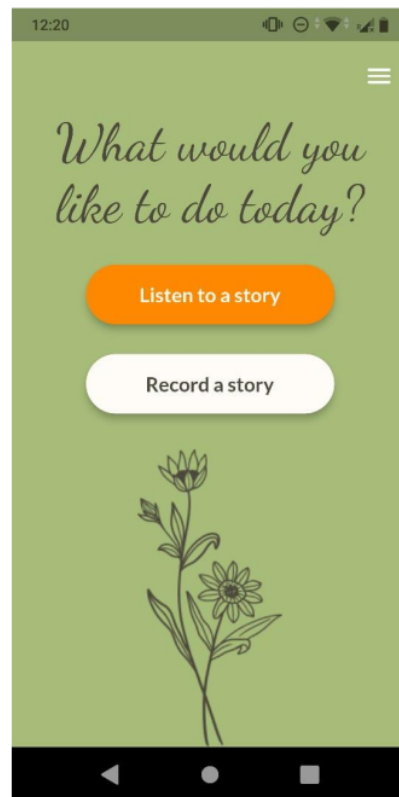 12:20
What would you
like to do today?
Listen to a story
Record a story